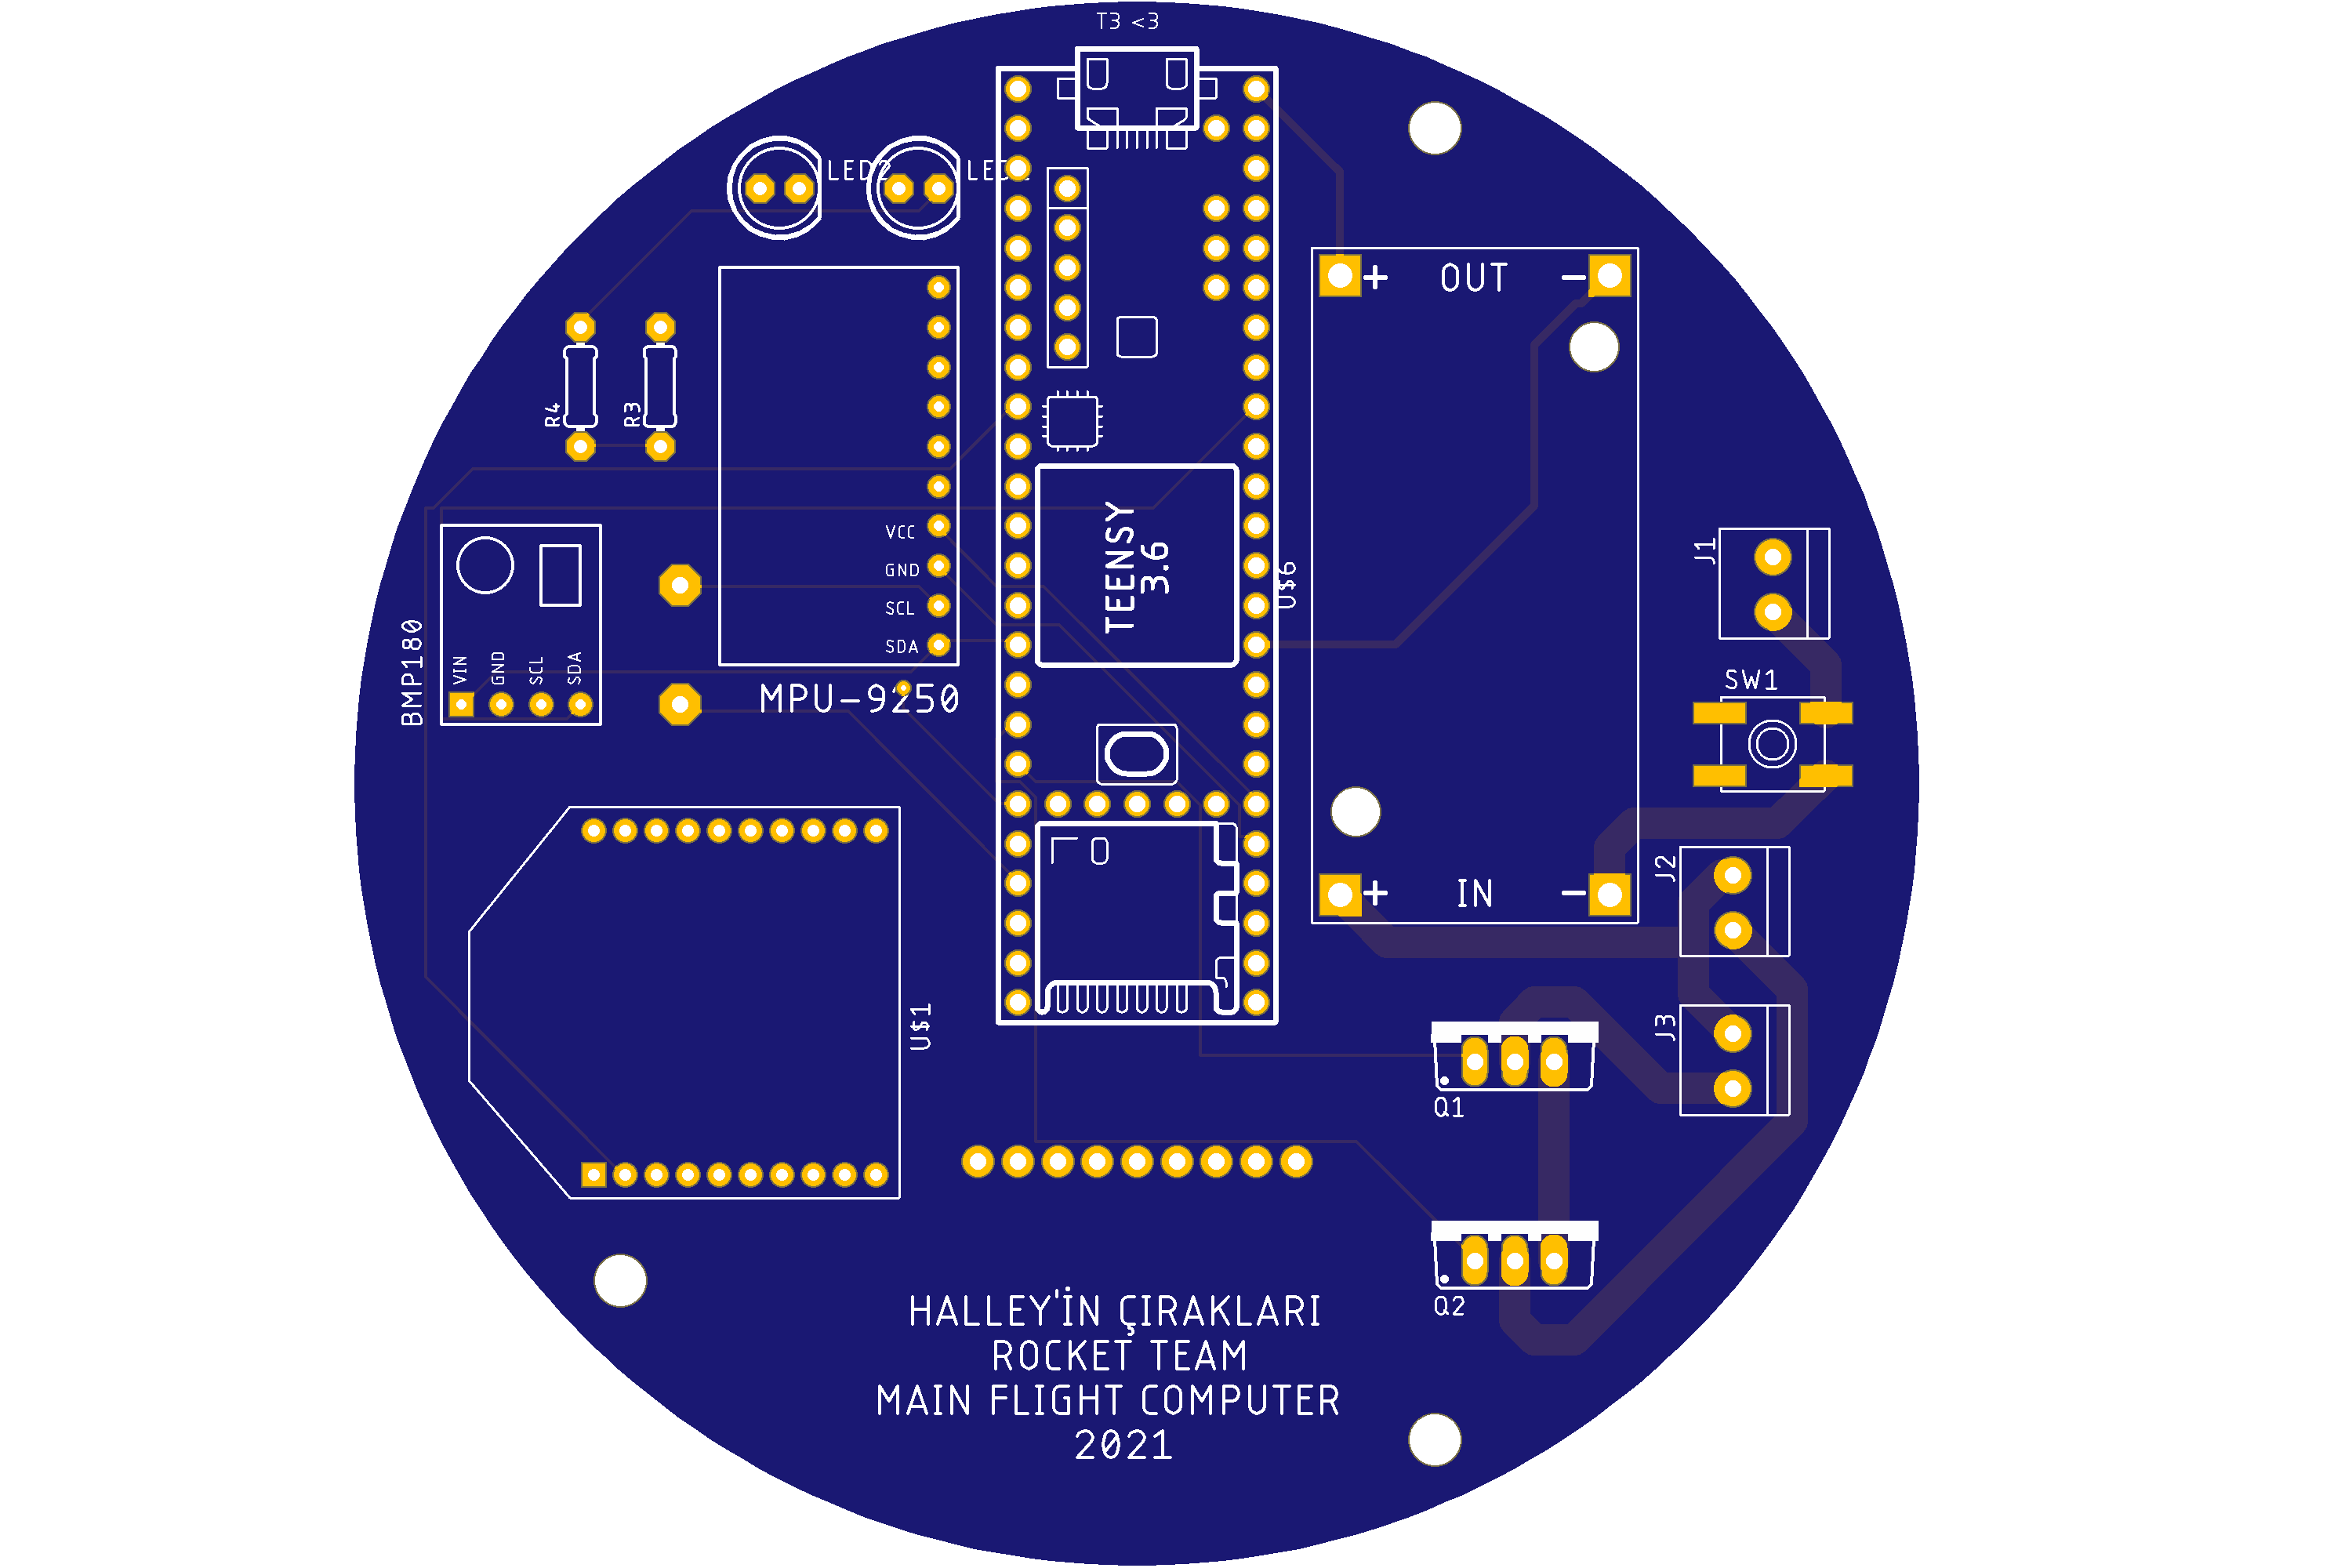 T3 <3
LED2
LED
+ OUT -
R4
R3
TEENSY
3.6
VCC
GND
SCL
SDA
U$6
J1
BMP180
VIN
GND
SCL
SDA
MPU-9250
SW1
J2
+ IN -
U$1
J3
Q1
Q2
HALLEY'İN ÇIRAKLARI
ROCKET TEAM
MAIN FLIGHT COMPUTER
2021